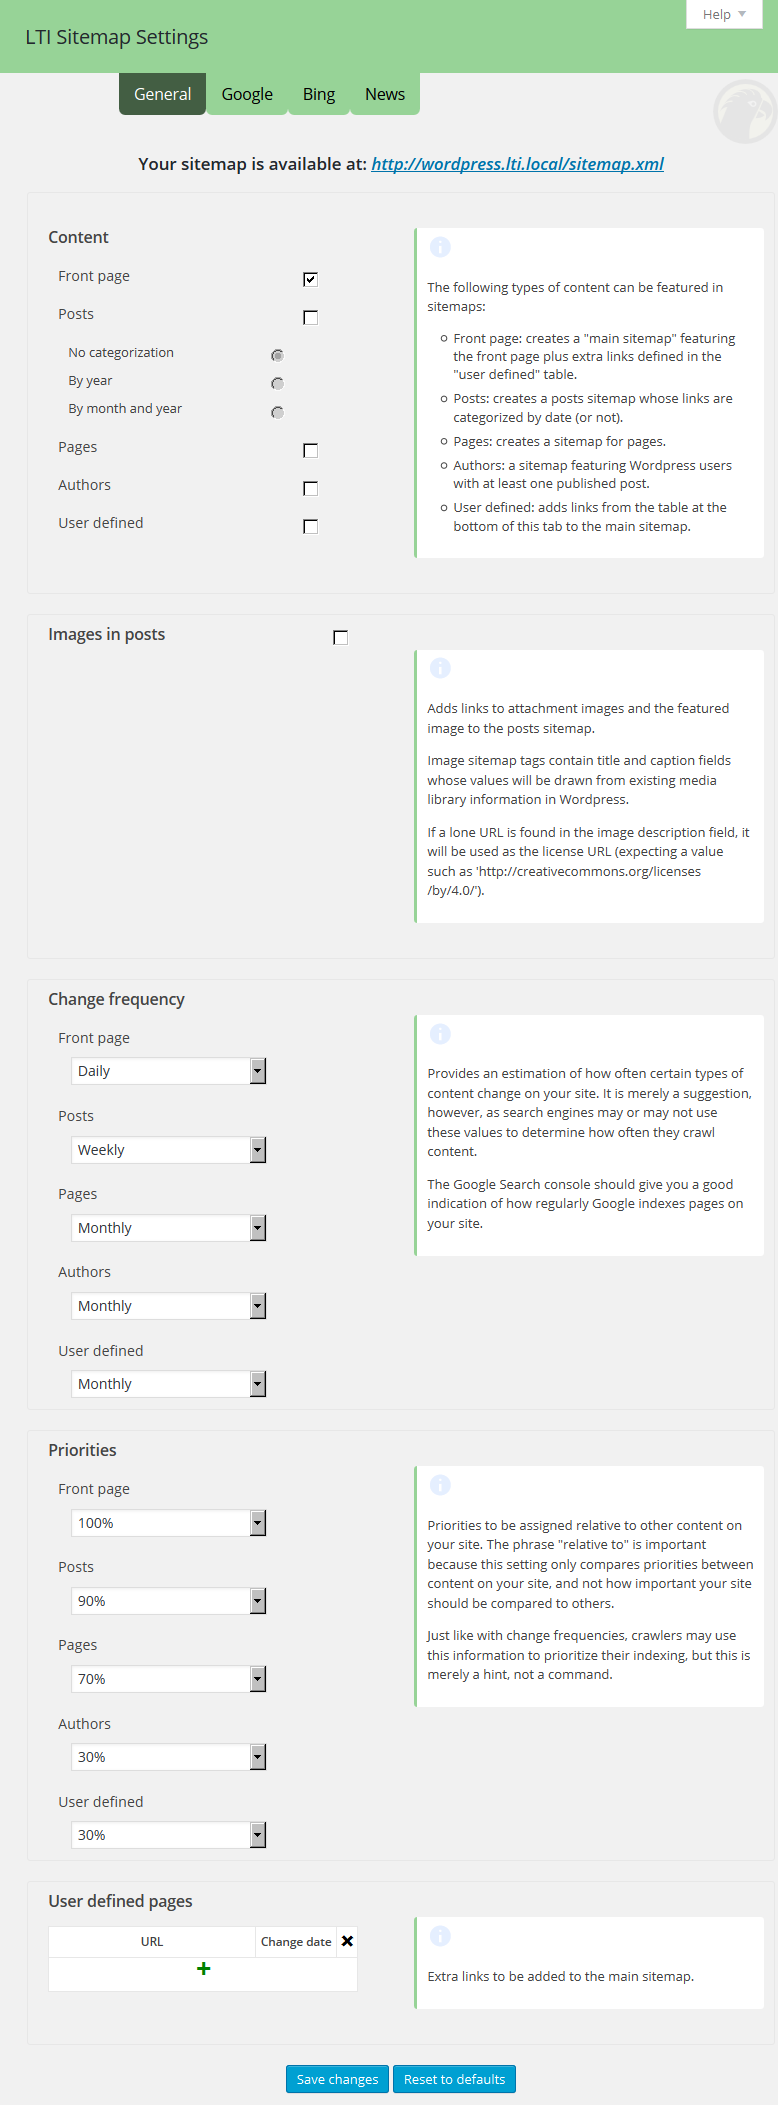 Help
LTI Sitemap Settings
General
Google
Bing
News
Your sitemap is available at: http://wordpress.lti.local/sitemap.xml
Content
Front page
Posts
No categorization
By year
By month and year
Pages
Authors
User defined
The following types of content can be featured in
sitemaps:
Front page: creates a "main sitemap" featuring
the front page plus extra links defined in the
"user defined" table.
Posts: creates a posts sitemap whose links are
categorized by date (or not).
Pages: creates a sitemap for pages.
Authors: a sitemap featuring Wordpress users
with at least one published post.
User defined: adds links from the table at the
bottom of this tab to the main sitemap.
Images in posts
Adds links to attachment images and the featured
image to the posts sitemap.
Image sitemap tags contain title and caption fields
whose values will be drawn from existing media
library information in Wordpress.
If a lone URL is found in the image description field, it
will be used as the license URL (expecting a value
such as 'http://creativecommons.org/licenses
/by/4.0/').
Change frequency
Front page
Daily
Posts
Weekly
Pages
Monthly
Authors
Monthly
User defined
Monthly
Provides an estimation of how often certain types of
content change on your site. It is merely a suggestion,
however, as search engines may or may not use
these values to determine how often they crawl
content.
The Google Search console should give you a good
indication of how regularly Google indexes pages on
your site.
Priorities
Front page
100%
Posts
90%
Pages
70%
Authors
30%
User defined
30%
Priorities to be assigned relative to other content on
your site. The phrase "relative to" is important
because this setting only compares priorities between
content on your site, and not how important your site
should be compared to others.
Just like with change frequencies, crawlers may use
this information to prioritize their indexing, but this is
merely a hint, not a command.
User defined pages
URL
Change date
Extra links to be added to the main sitemap.
Save changes
Reset to defaults